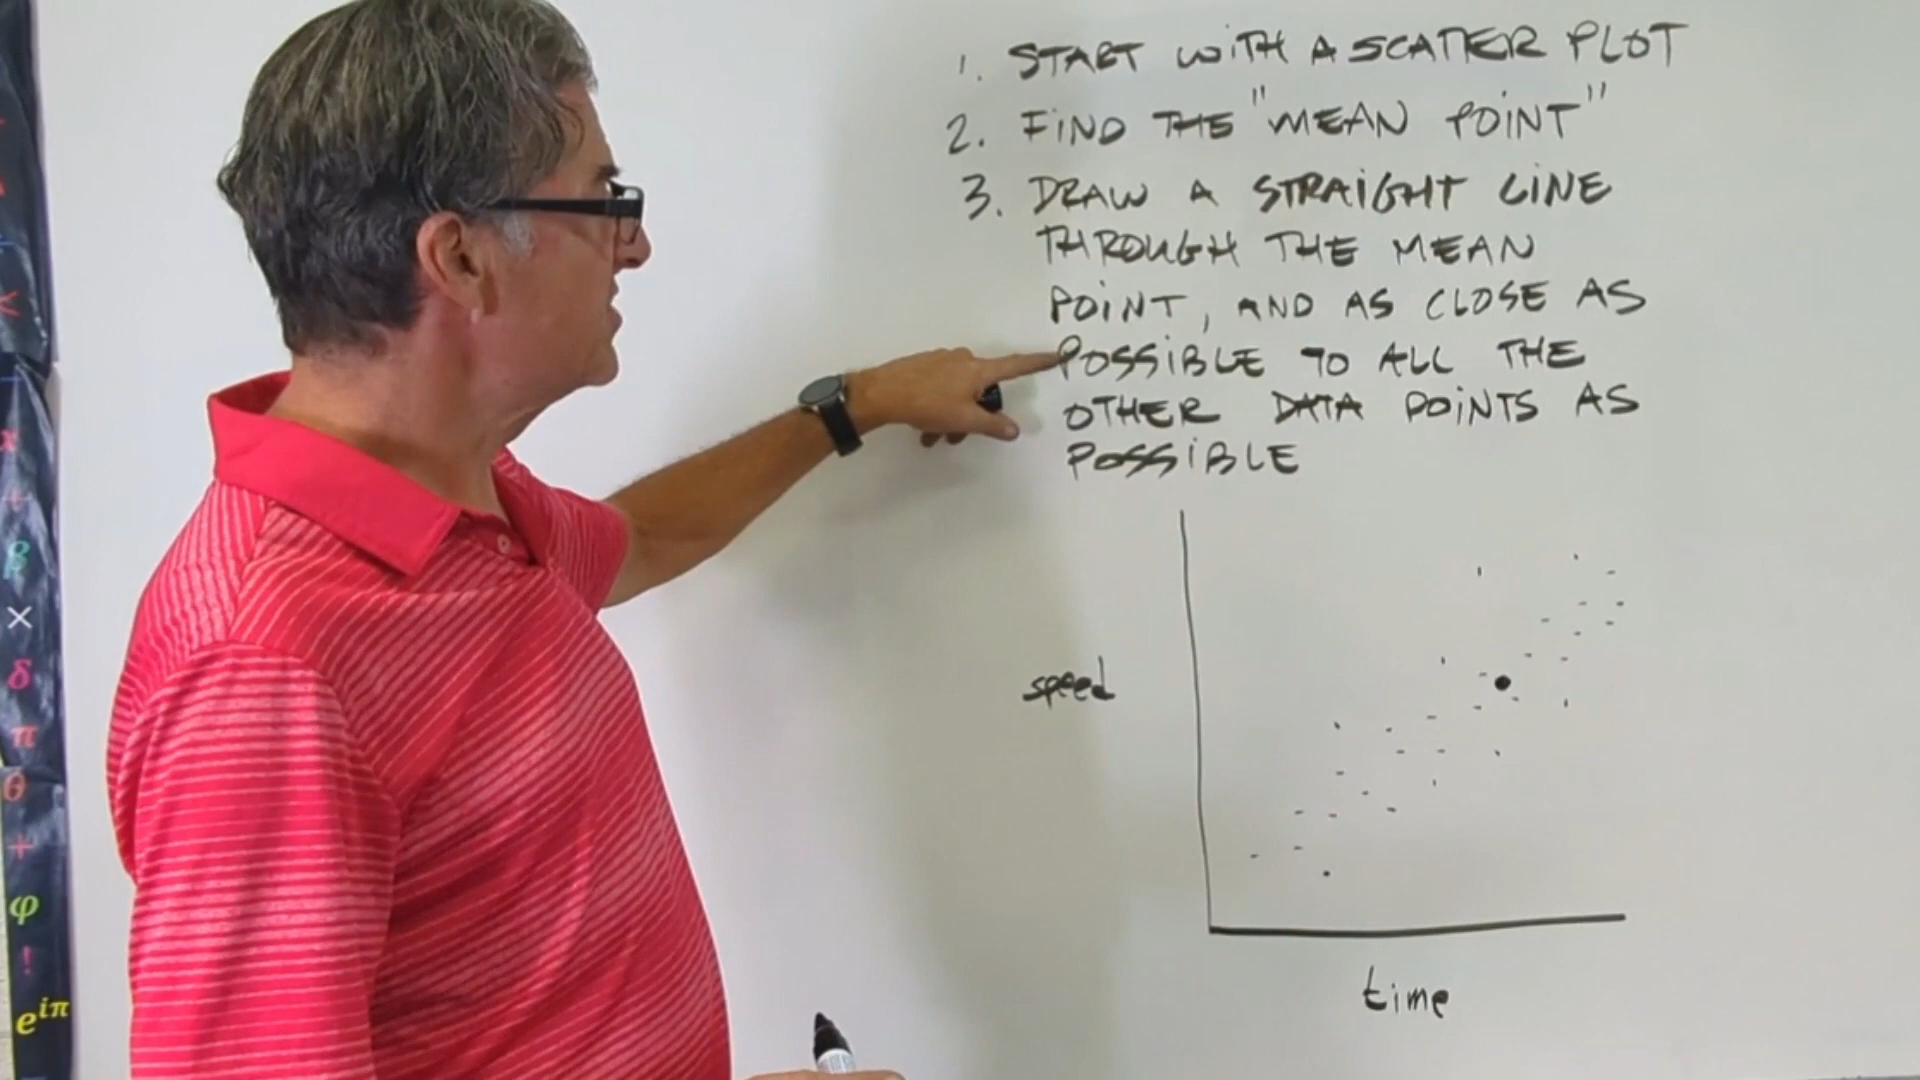 1. START WITH A SCATTER PLOT
2. FIND THE "MEAN POINT"
3. DRAW A STRAIGHT LINE
THROUGH THE MEAN
POINT, AND AS CLOSE AS
POSSIBLE TO ALL THE
OTHER DATA POINTS AS
POSSIBLE
speed
time
<
x
+
β
×
δ
π
θ
+
φ
!
e^{iπ}